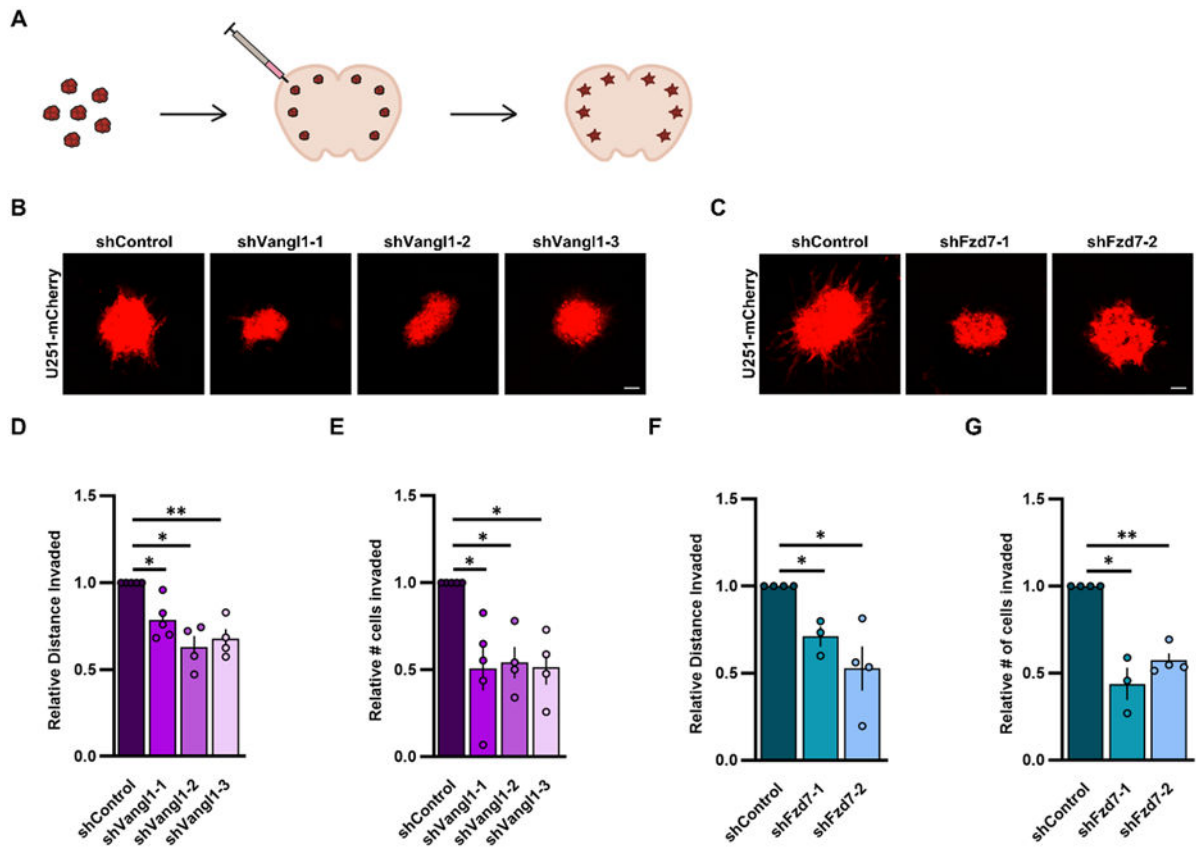 A
B
C
shControl shVangl1-1 shVangl1-2 shVangl1-3
shControl shFzd7-1 shFzd7-2
U251-mCherry
U251-mCherry
D
E
F
G
Relative Distance Invaded
1.5
1.0
0.5
0.0
**
*
*
shControl
shVangl1-1
shVangl1-2
shVangl1-3
Relative # cells invaded
1.5
1.0
0.5
0.0
*
*
*
shControl
shVangl1-1
shVangl1-2
shVangl1-3
Relative Distance Invaded
1.5
1.0
0.5
0.0
*
*
shControl
shFzd7-1
shFzd7-2
Relative # of cells invaded
1.5
1.0
0.5
0.0
**
*
shControl
shFzd7-1
shFzd7-2